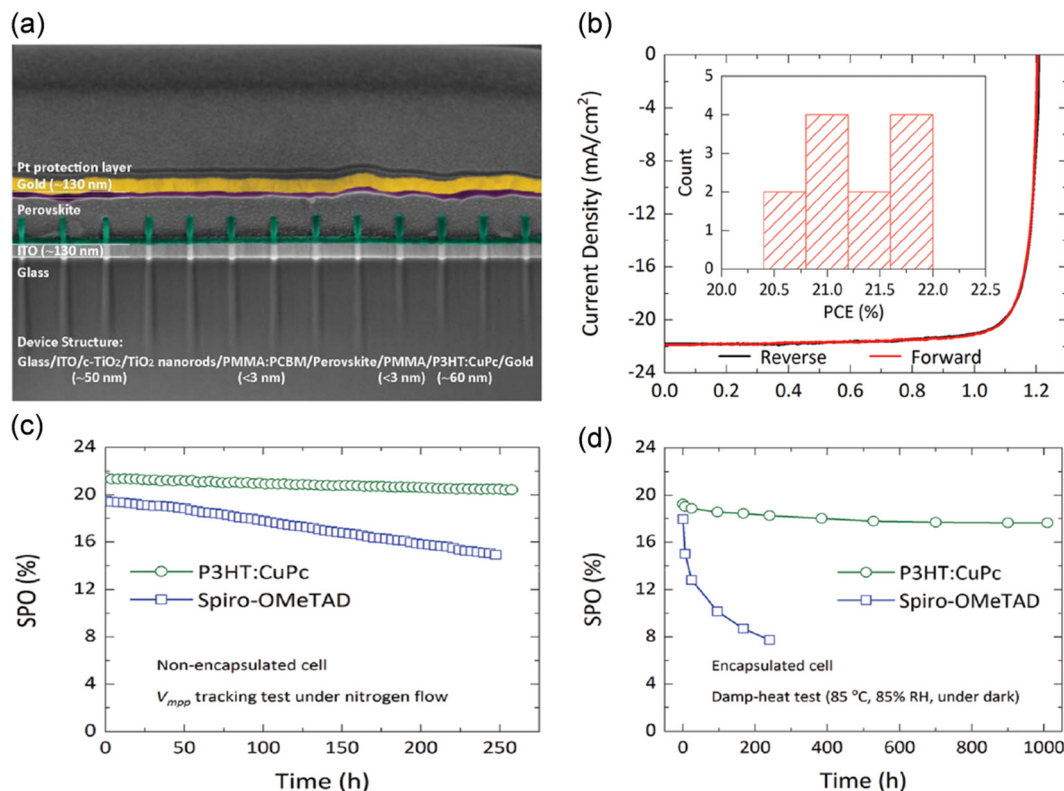 (a)
Pt protection layer
Gold (~130 nm)
Perovskite
ITO (~130 nm)
Glass
Device Structure:
Glass/ITO/c-TiO₂/TiO₂ nanorods/PMMA:PCBM/Perovskite/PMMA/P3HT:CuPc/Gold
(~50 nm) (<3 nm) (<3 nm) (~60 nm)
(b)
Current Density (mA/cm²)
0
-4
-8
-12
-16
-20
-24
0.0 0.2 0.4 0.6 0.8 1.0 1.2
Count
5
4
3
2
1
0
20.0 20.5 21.0 21.5 22.0 22.5
PCE (%)
Reverse Forward
(c)
SPO (%)
24
20
16
12
8
4
0
P3HT:CuPc
Spiro-OMeTAD
Non-encapsulated cell
Vmpp tracking test under nitrogen flow
0 50 100 150 200 250
Time (h)
(d)
SPO (%)
24
20
16
12
8
4
0
P3HT:CuPc
Spiro-OMeTAD
Encapsulated cell
Damp-heat test (85 °C, 85% RH, under dark)
0 200 400 600 800 1000
Time (h)